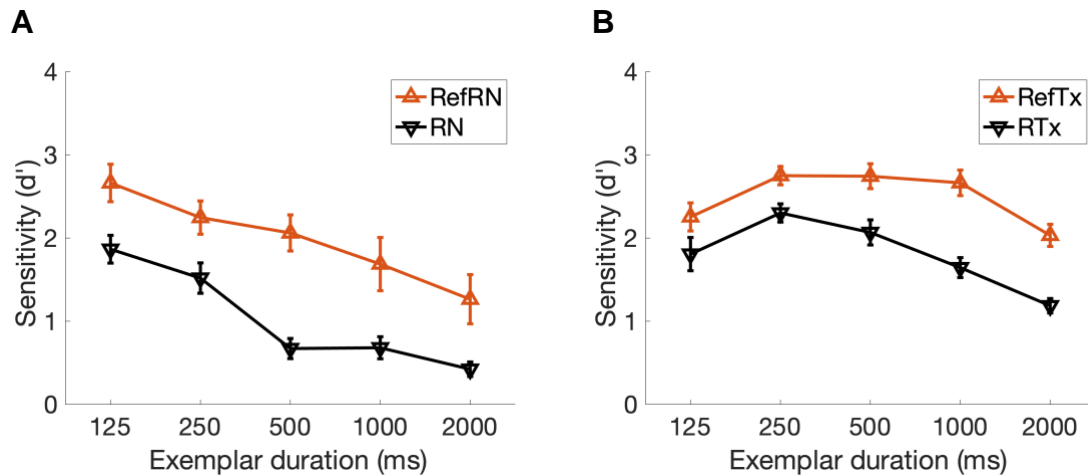 A
4
3
2
1
0
Sensitivity (d')
RefRN
RN
125 250 500 1000 2000
Exemplar duration (ms)
B
4
3
2
1
0
Sensitivity (d')
RefTx
RTx
125 250 500 1000 2000
Exemplar duration (ms)